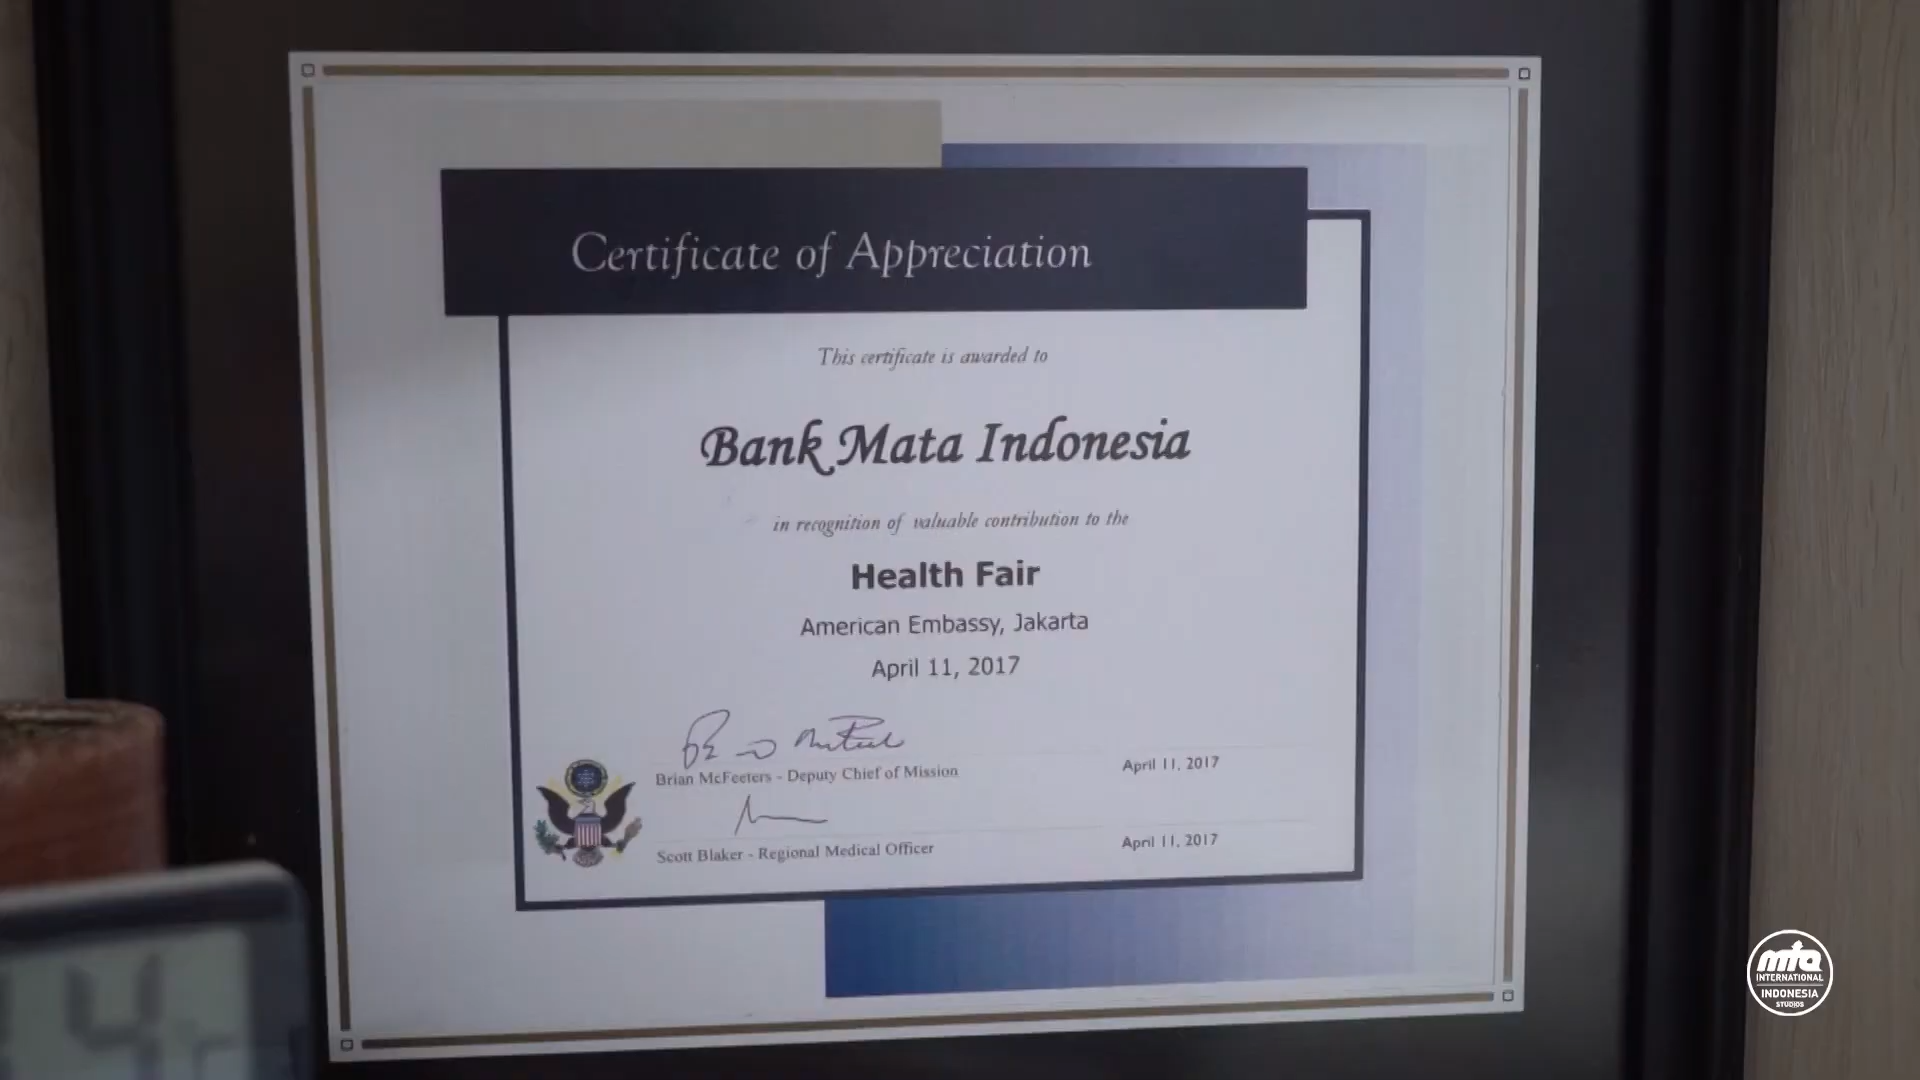 Certificate of Appreciation
This certificate is awarded to
Bank Mata Indonesia
in recognition of valuable contribution to the
Health Fair
American Embassy, Jakarta
April 11, 2017
Brian McFeeters - Deputy Chief of Mission
April 11, 2017
Scott Blaker - Regional Medical Officer
April 11, 2017
mta
INTERNATIONAL
INDONESIA
STUDIOS